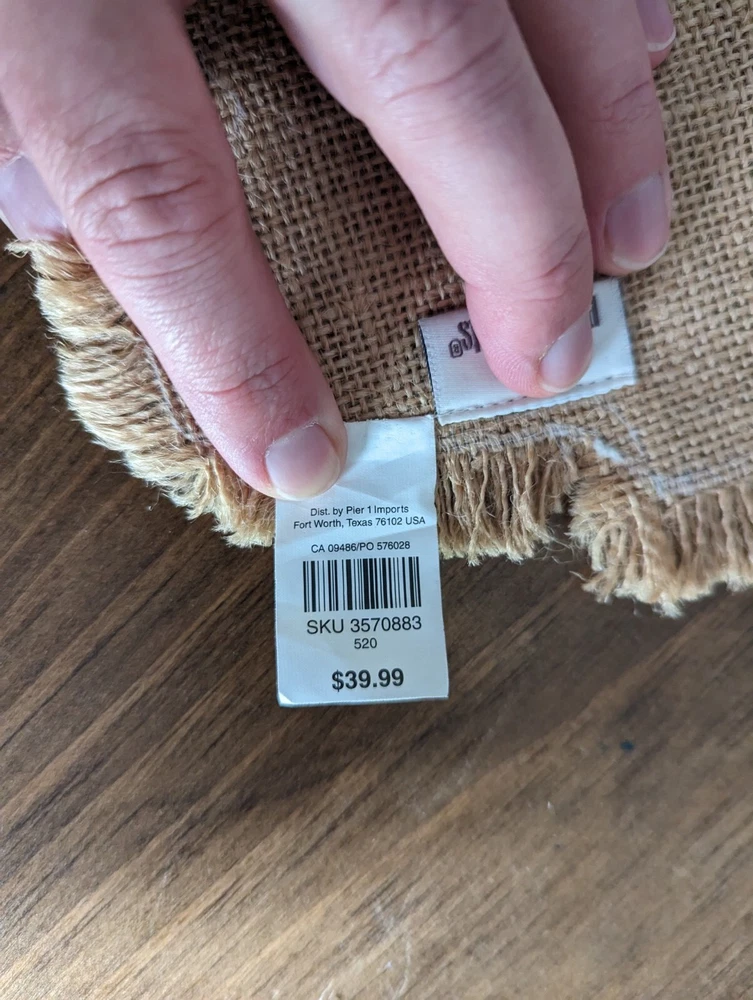 Dist. by Pier 1 Imports
Fort Worth, Texas 76102 USA
CA 09486/PO 576028
SKU 3570883
520
$39.99